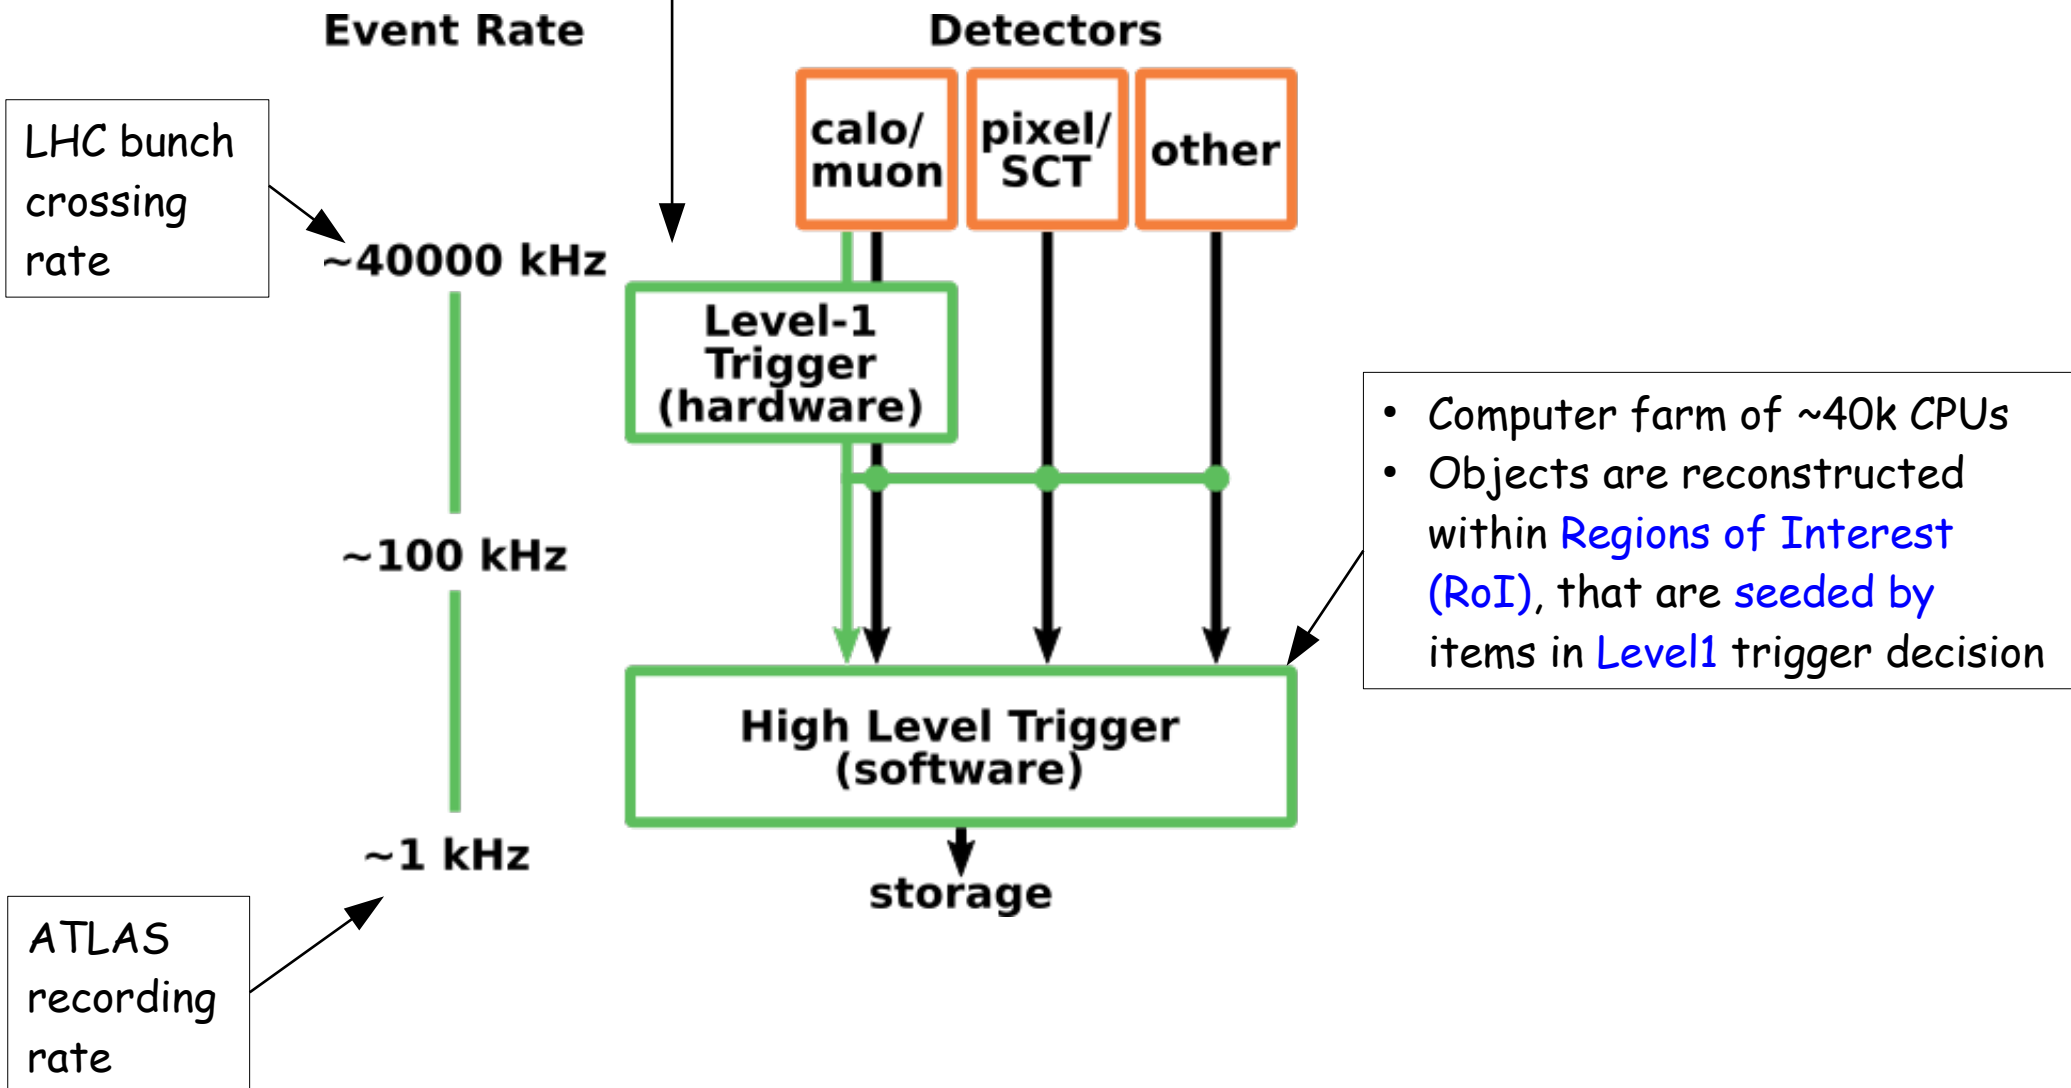 Event Rate
Detectors
LHC bunch
crossing
rate
calo/
muon
pixel/
SCT
other
~40000 kHz
Level-1
Trigger
(hardware)
• Computer farm of ~40k CPUs
• Objects are reconstructed
within Regions of Interest
(RoI), that are seeded by
items in Level1 trigger decision
~100 kHz
High Level Trigger
(software)
~1 kHz
storage
ATLAS
recording
rate